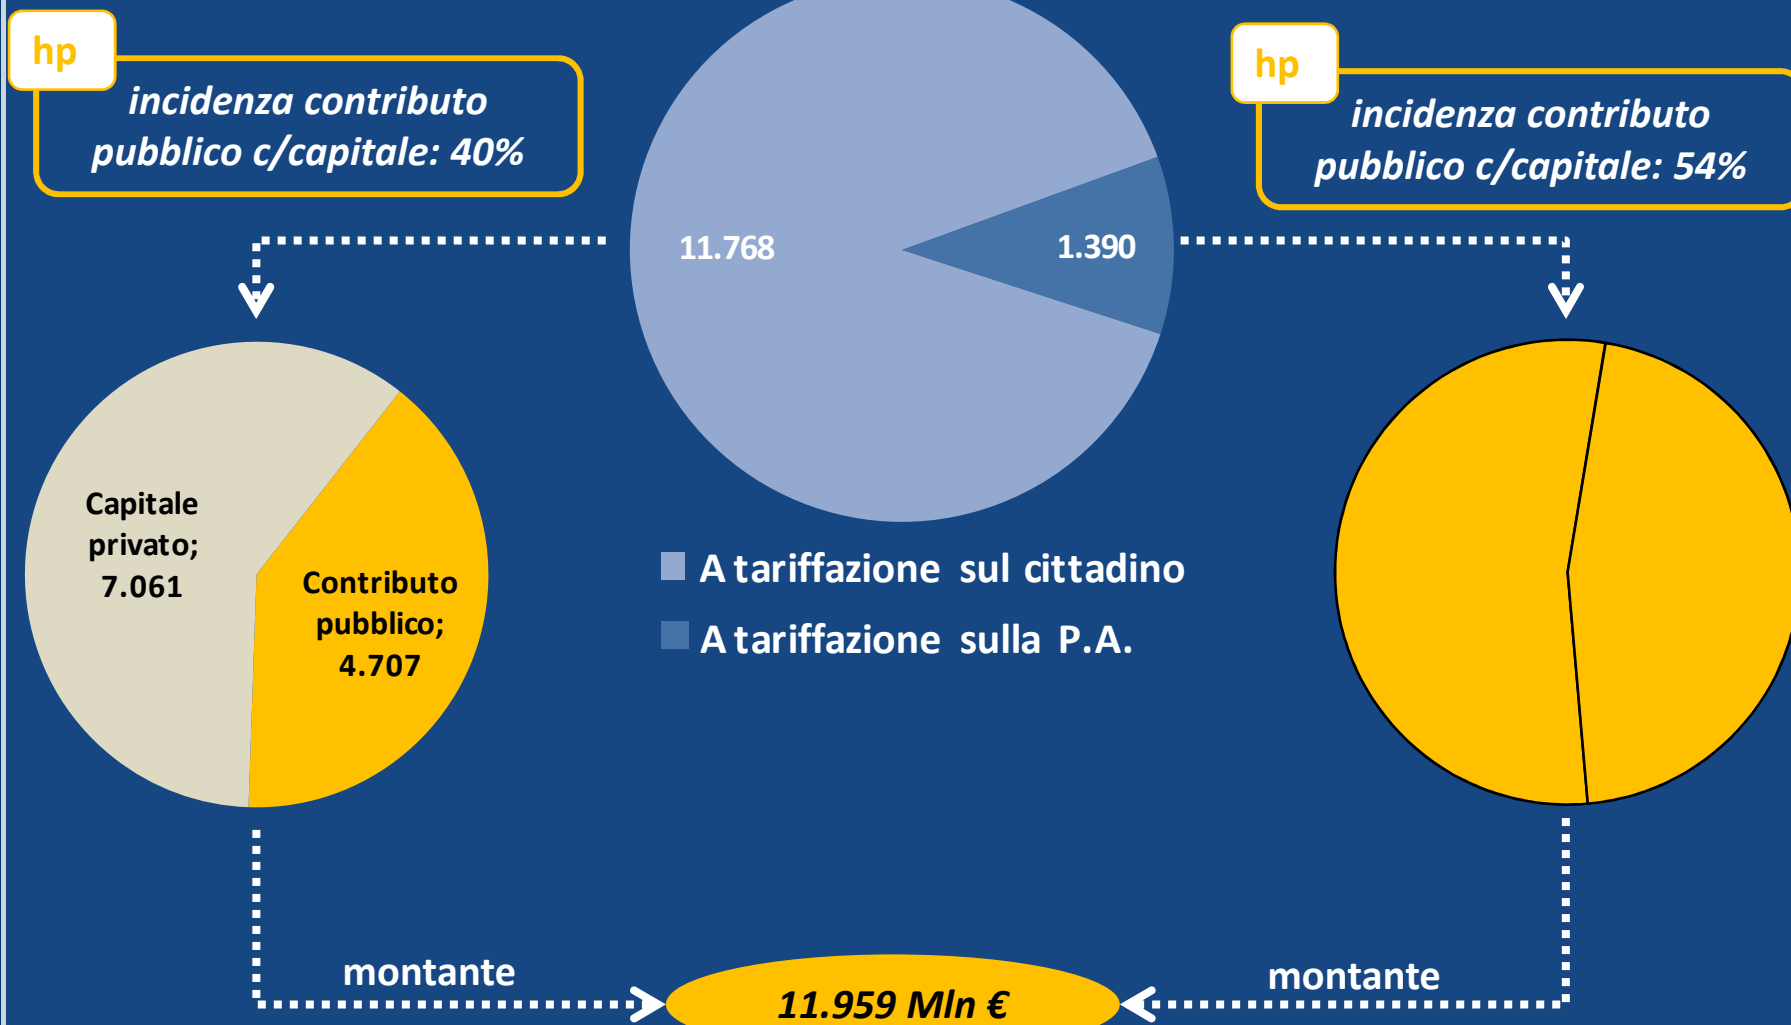 hp
incidenza contributo
pubblico c/capitale: 40%
hp
incidenza contributo
pubblico c/capitale: 54%
11.768
1.390
Capitale
privato;
7.061
Contributo
pubblico;
4.707
A tariffazione sul cittadino
A tariffazione sulla P.A.
montante
montante
11.959 Mln €